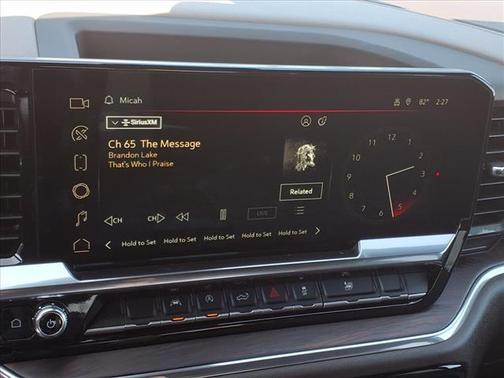 Micah 82° 2:27
SiriusXM
Ch 65 The Message
Brandon Lake
That's Who I Praise
Related
CH CH LIVE
Hold to Set Hold to Set Hold to Set Hold to Set Hold to Set
12
11 1
10 2
9 3
8 4
7 5
6